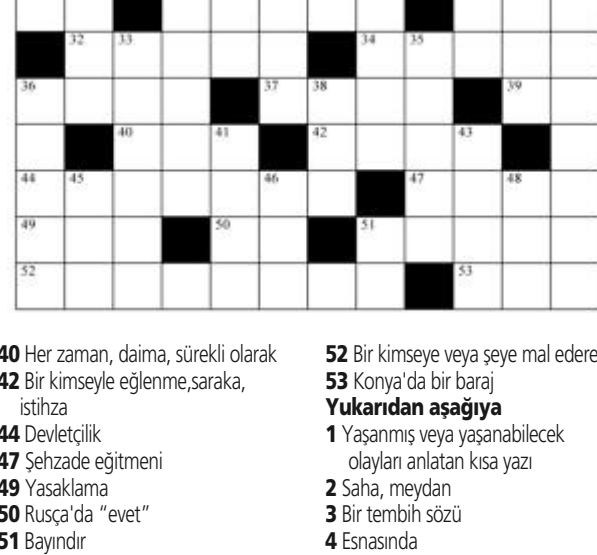 32 33 34 35
36 37 38 39
40 41 42 43
44 45 46 47 48
49 50 51
52 53
40 Her zaman, daima, sürekli olarak
42 Bir kimseyle eğlenme,saraka,
istihza
44 Devletçilik
47 Şehzade eğitmeni
49 Yasaklama
50 Rusça'da “evet”
51 Bayındır
52 Bir kimseye veya şeye mal edere
53 Konya'da bir baraj
Yukarıdan aşağıya
1 Yaşanmış veya yaşanabilecek
olayları anlatan kısa yazı
2 Saha, meydan
3 Bir tembih sözü
4 Esnasında